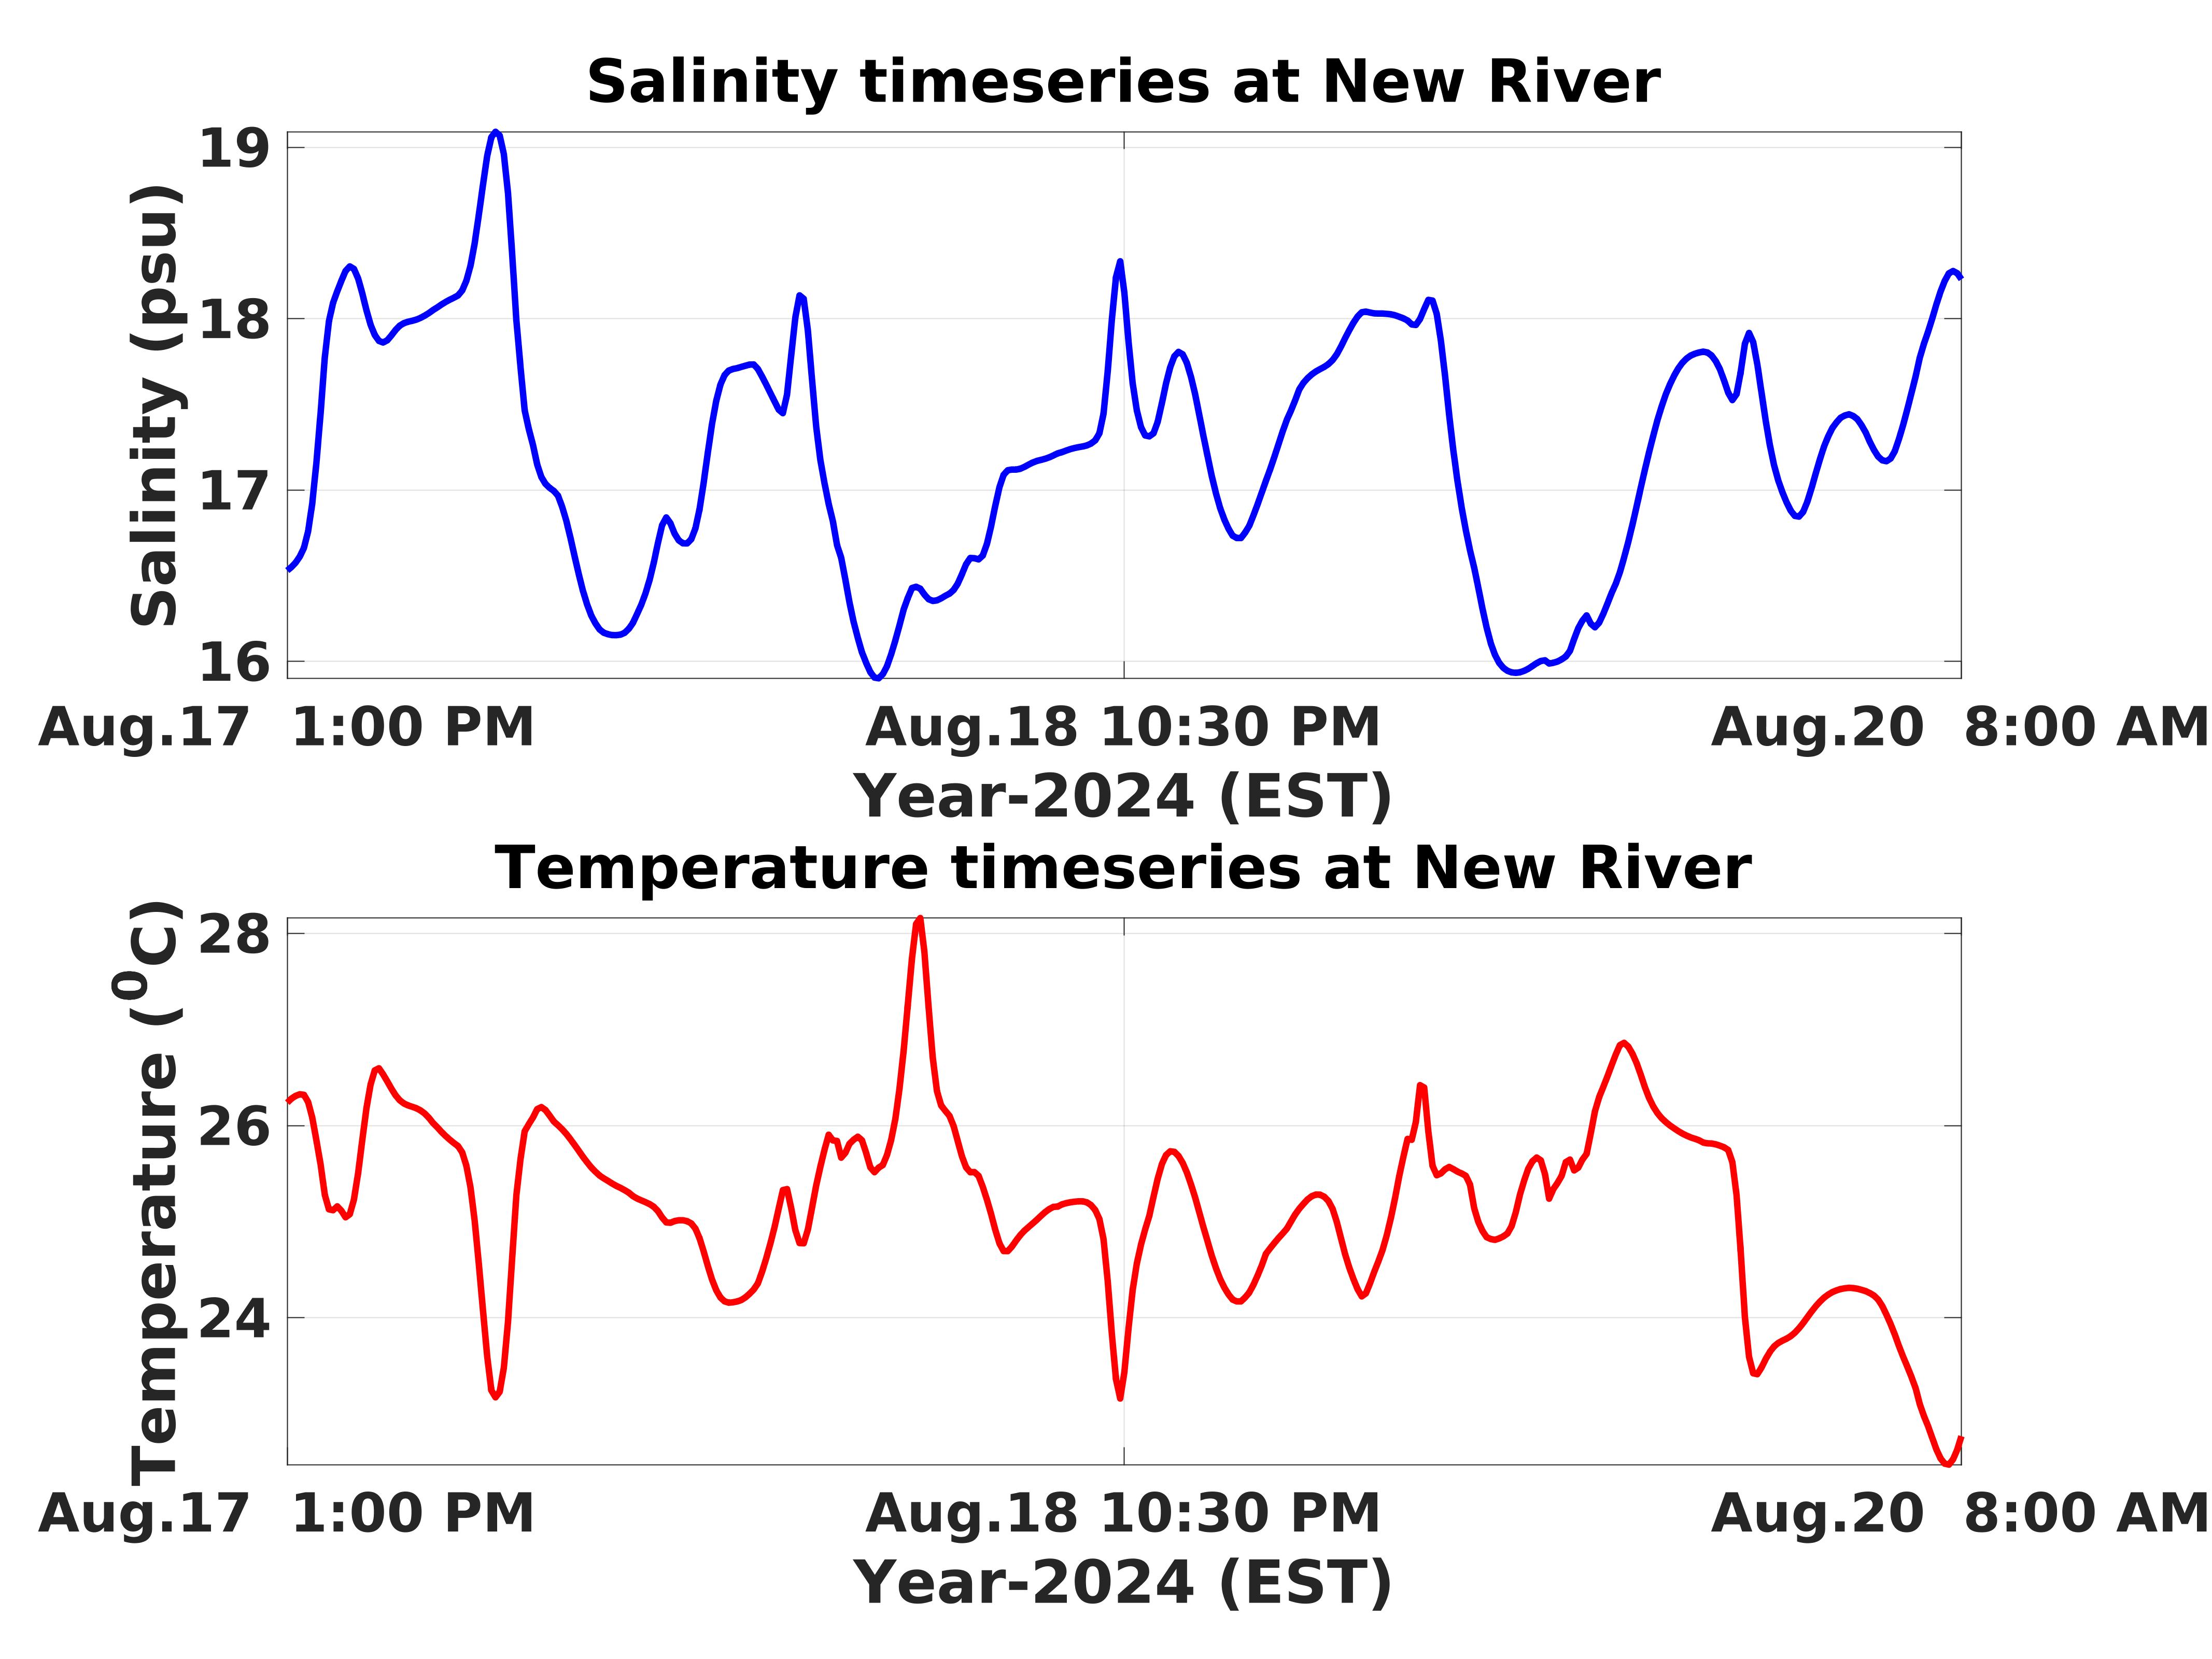 Salinity timeseries at New River
Salinity (psu)
19
18
17
16
Aug.17 1:00 PM Aug.18 10:30 PM Aug.20 8:00 AM
Year-2024 (EST)
Temperature timeseries at New River
Temperature (⁰C)
28
26
24
Aug.17 1:00 PM Aug.18 10:30 PM Aug.20 8:00 AM
Year-2024 (EST)